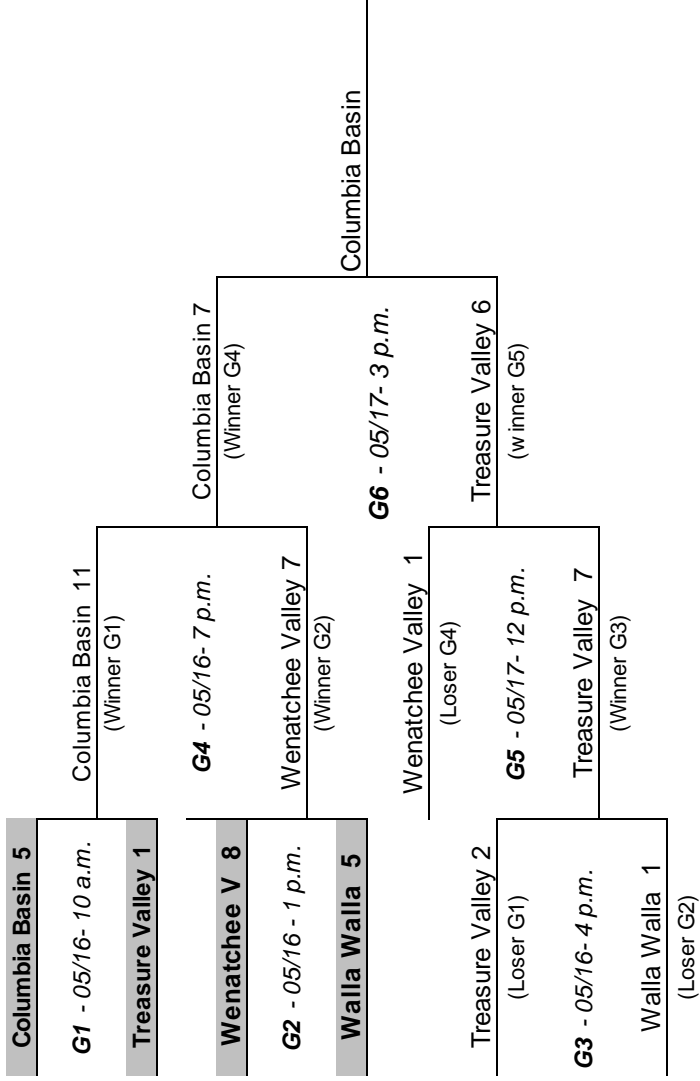 Columbia Basin 5
G1 - 05/16- 10 a.m.
Treasure Valley 1
Wenatchee V 8
G2 - 05/16 - 1 p.m.
Walla Walla 5
Treasure Valley 2
(Loser G1)
G3 - 05/16- 4 p.m.
Walla Walla 1
(Loser G2)
Columbia Basin 11
(Winner G1)
G4 - 05/16- 7 p.m.
Wenatchee Valley 7
(Winner G2)
Wenatchee Valley 1
(Loser G4)
G5 - 05/17- 12 p.m.
Treasure Valley 7
(Winner G3)
Columbia Basin 7
(Winner G4)
G6 - 05/17- 3 p.m.
Treasure Valley 6
(w inner G5)
Columbia Basin